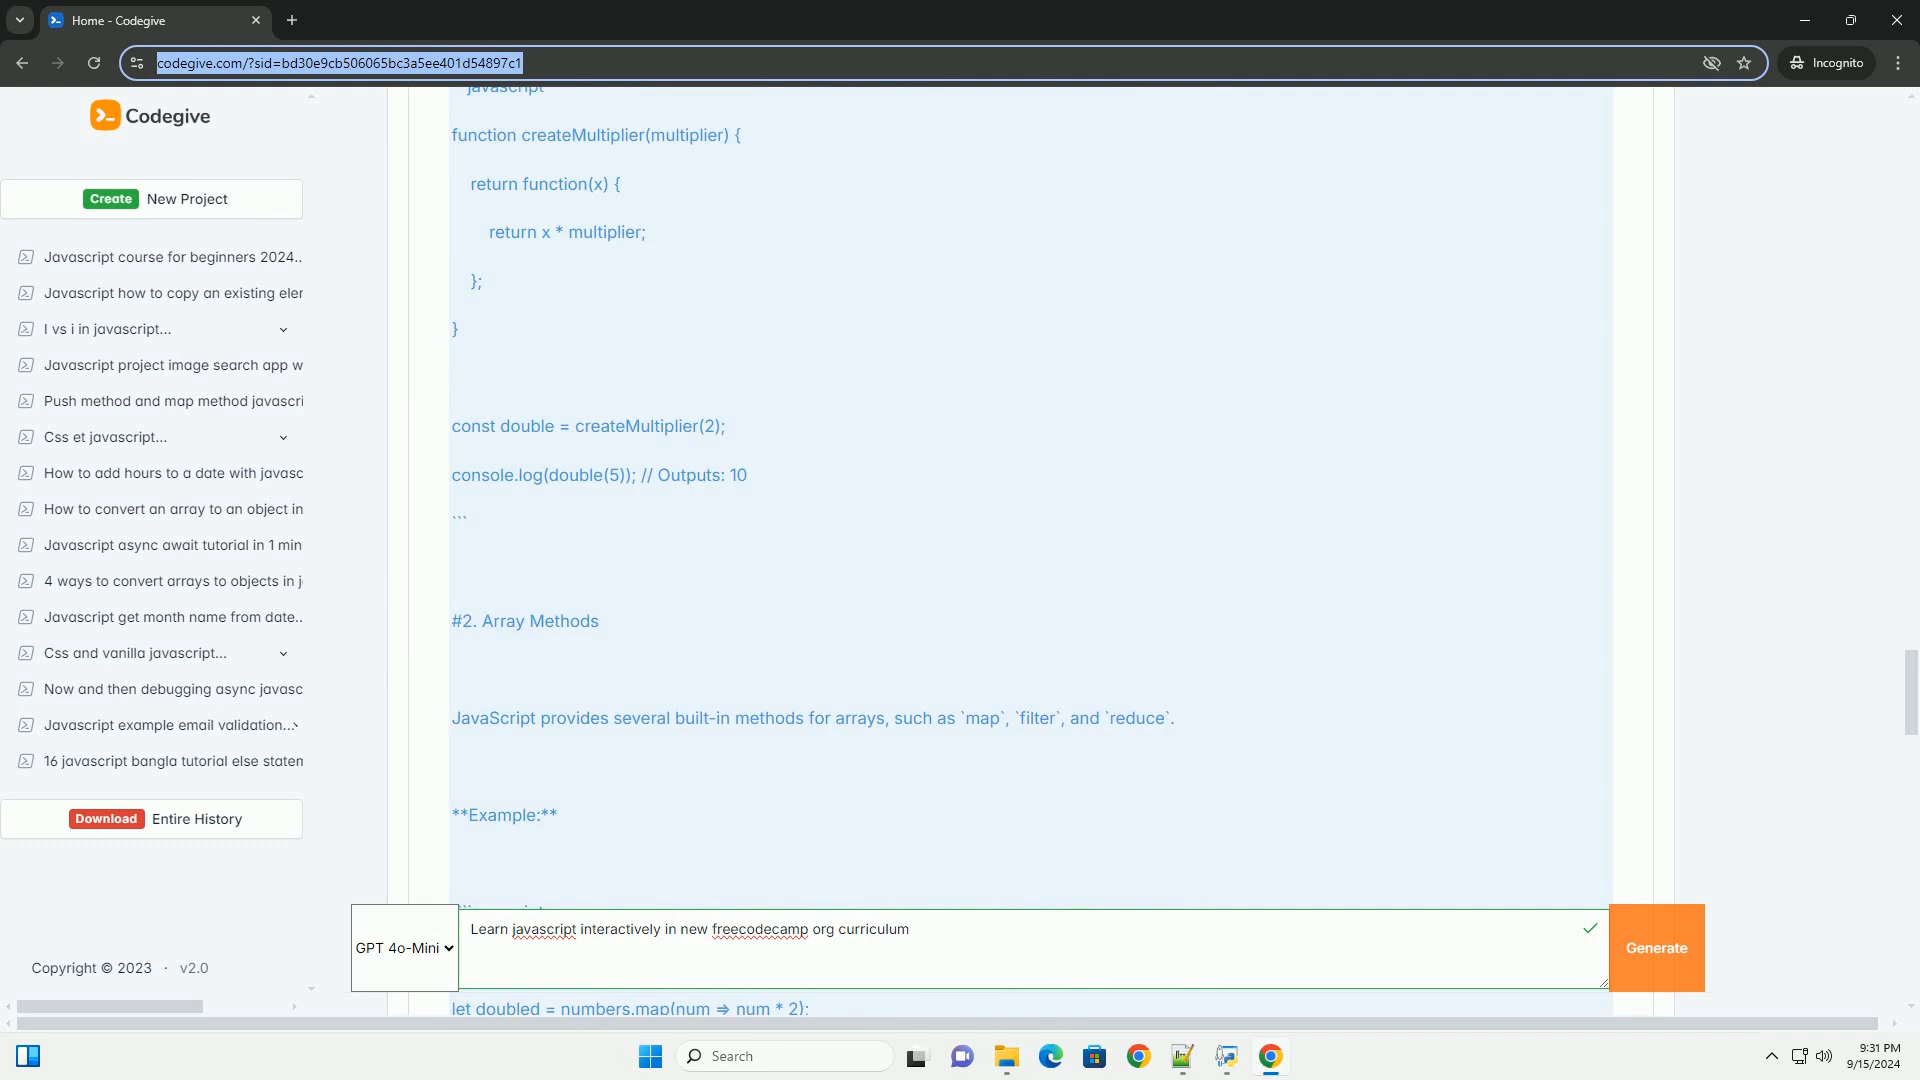 Home - Codegive
codegive.com/?sid=bd30e9cb506065bc3a5ee401d54897c1
Incognito
Codegive
Create New Project
Javascript course for beginners 2024..
Javascript how to copy an existing eler
I vs i in javascript...
Javascript project image search app w
Push method and map method javascri
Css et javascript...
How to add hours to a date with javasc
How to convert an array to an object in
Javascript async await tutorial in 1 min
4 ways to convert arrays to objects in j
Javascript get month name from date..
Css and vanilla javascript...
Now and then debugging async javasc
Javascript example email validation...
16 javascript bangla tutorial else staten
Download Entire History
Copyright © 2023 · v2.0
javascript
function createMultiplier(multiplier) {
return function(x) {
return x * multiplier;
};
}
const double = createMultiplier(2);
console.log(double(5)); // Outputs: 10
```
#2. Array Methods
JavaScript provides several built-in methods for arrays, such as `map`, `filter`, and `reduce`.
**Example:**
GPT 4o-Mini
Learn javascript interactively in new freecodecamp org curriculum
Generate
let doubled = numbers.map(num => num * 2);
Search
9:31 PM
9/15/2024